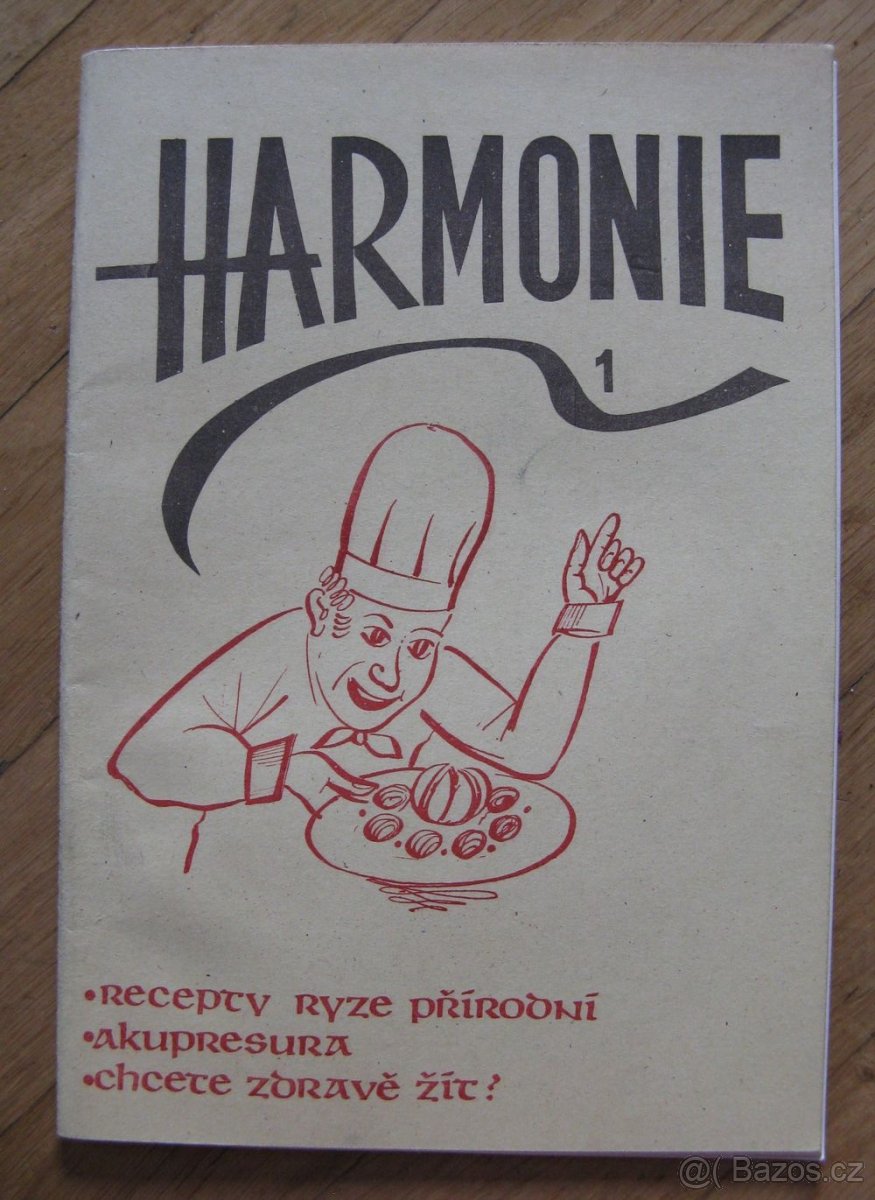 HARMONIE
1
•Recepty ryze přírodní
•akupresura
•chcete zdravě žít?
@( Bazos.cz